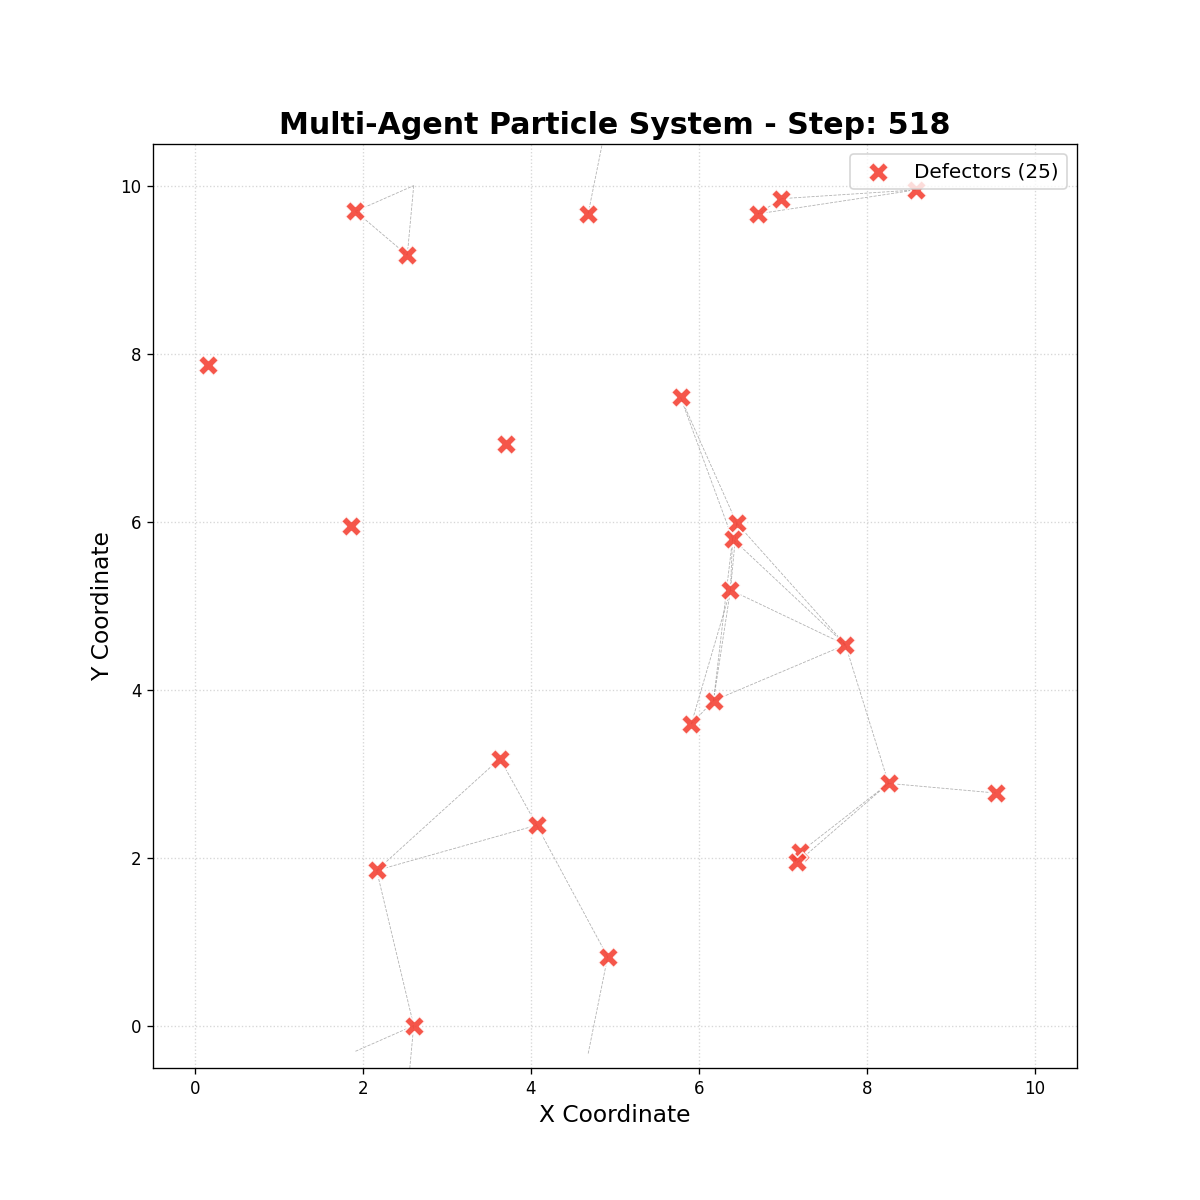 Multi-Agent Particle System - Step: 518
Defectors (25)
10
8
6
4
2
0
Y Coordinate
0 2 4 6 8 10
X Coordinate